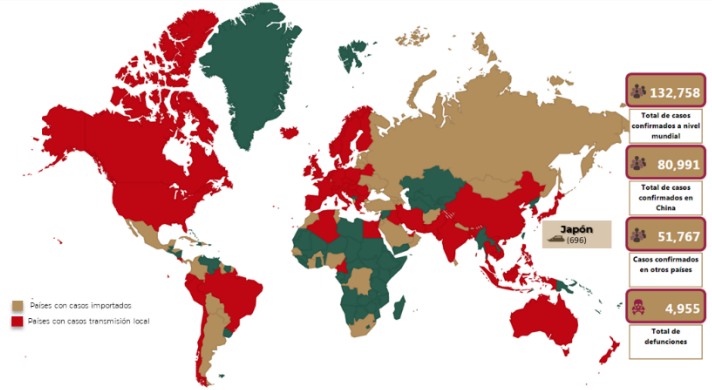 132,758
Total de casos
confirmados a nivel
mundial
80,991
Total de casos
confirmados en
China
Japón
(696)
51,767
Casos confirmados
en otros países
4,955
Total de
defunciones
Países con casos importados
Países con casos transmisión local